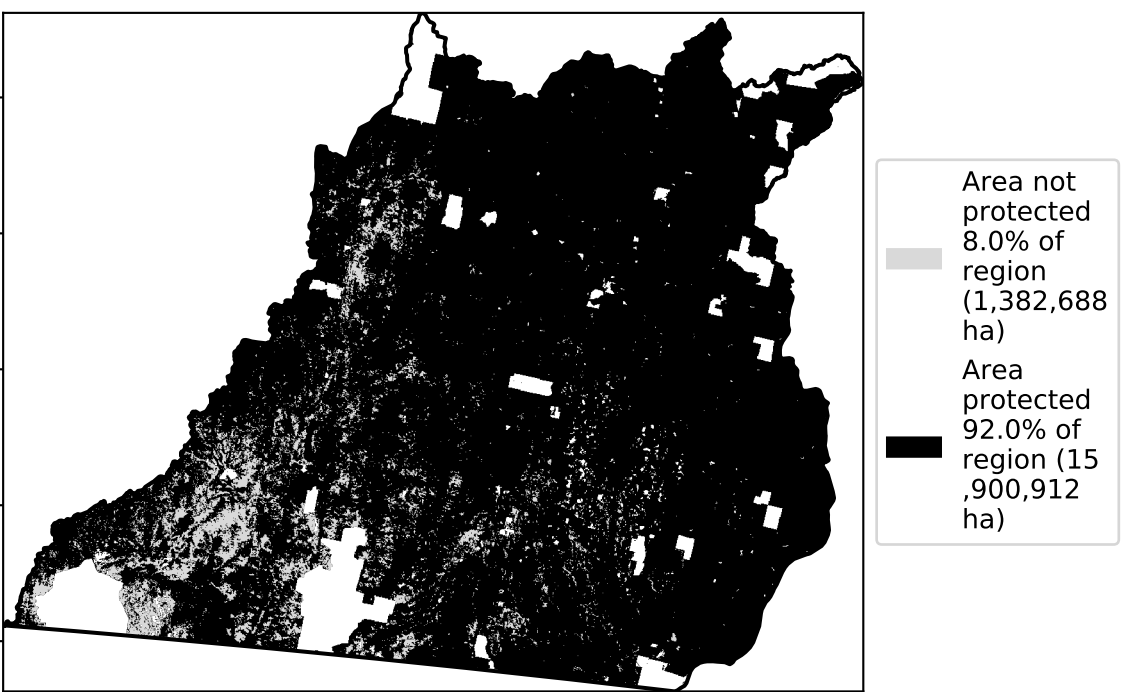 Area not
protected
8.0% of
region
(1,382,688
ha)
Area
protected
92.0% of
region (15
,900,912
ha)